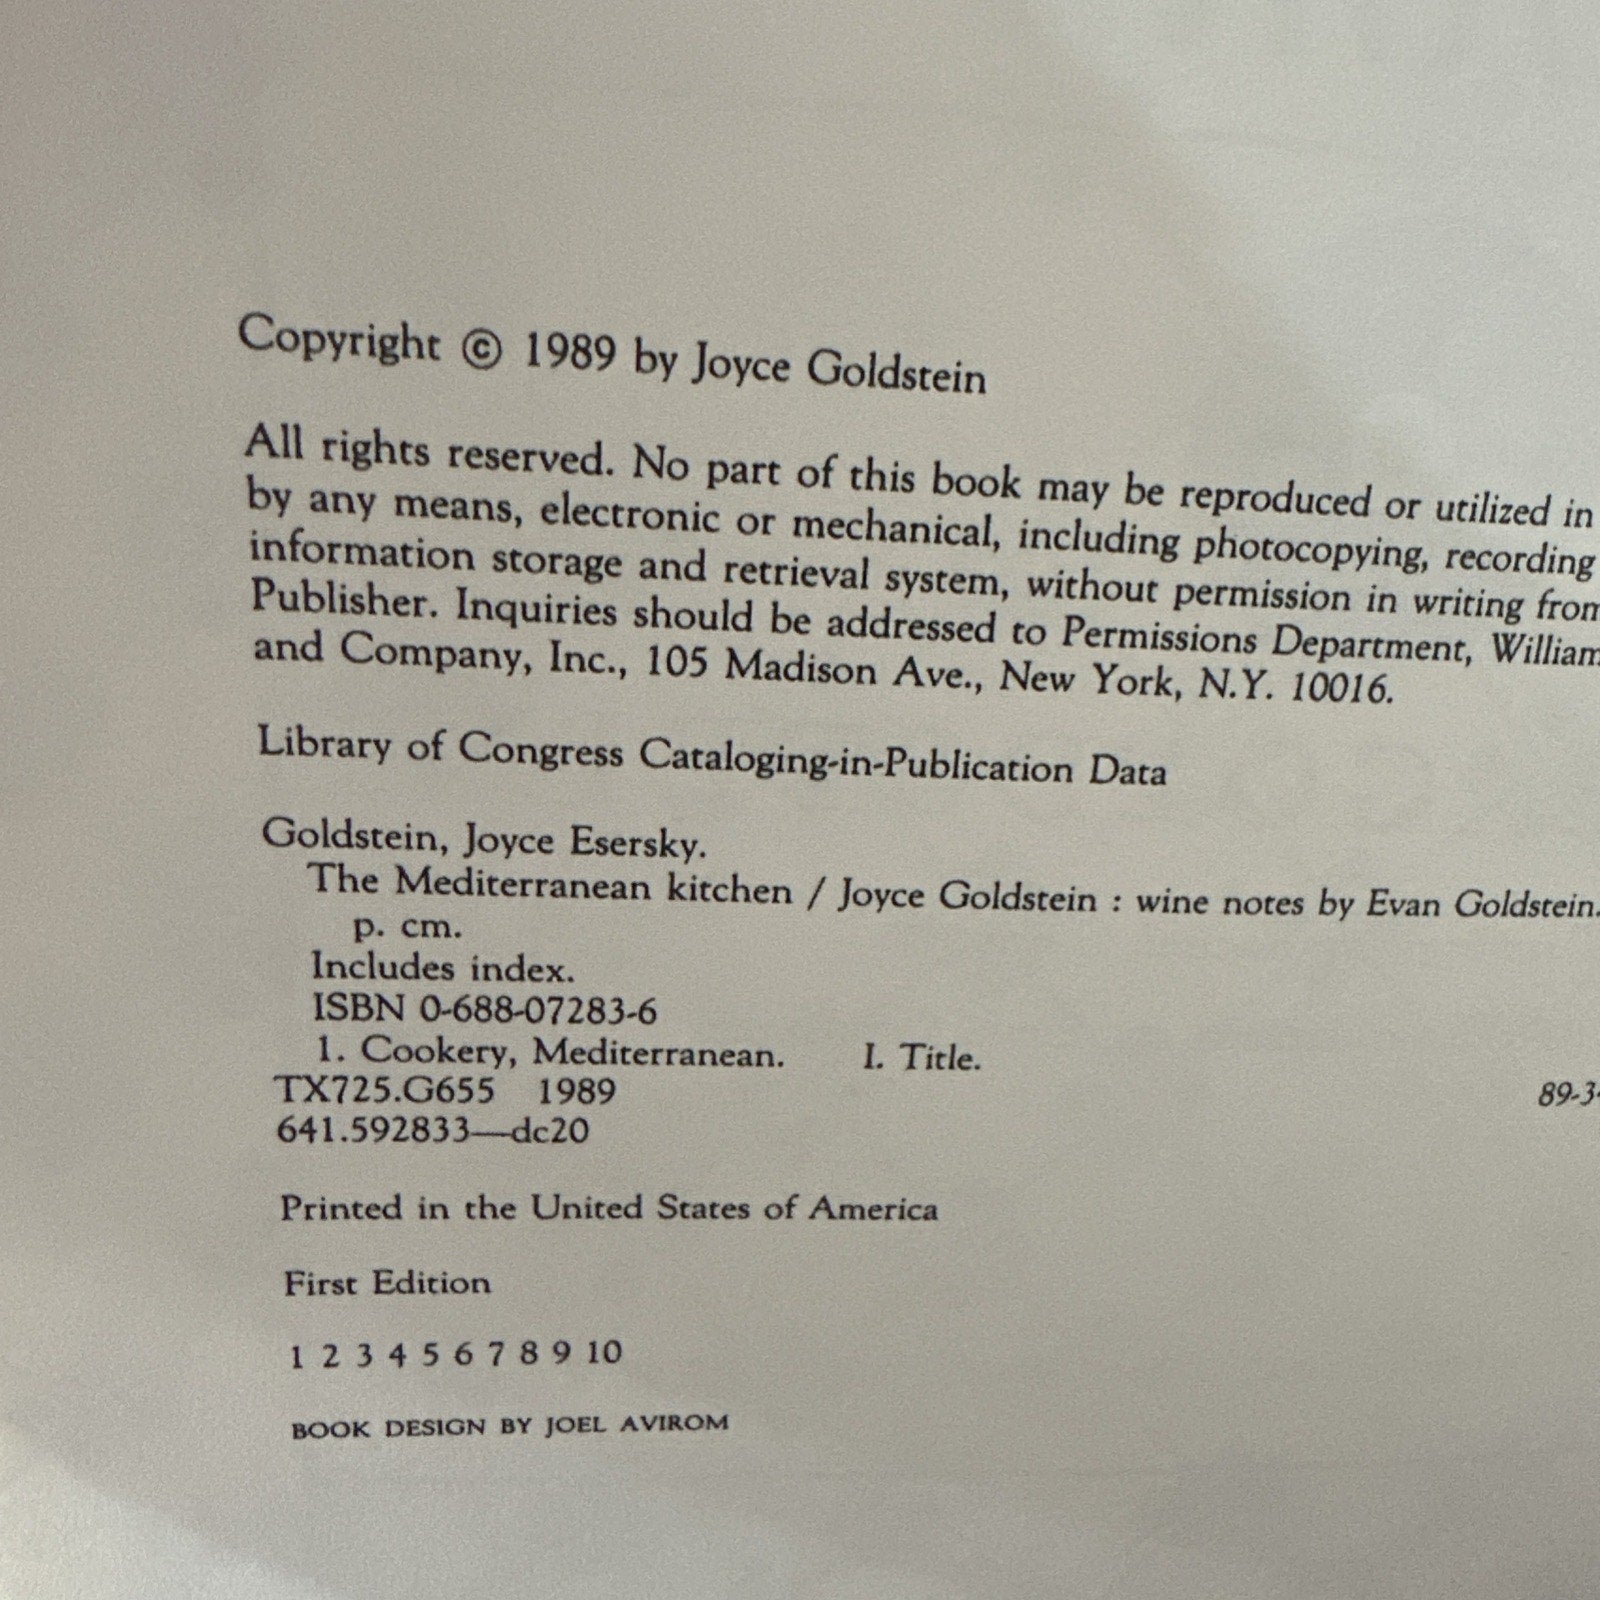 Copyright © 1989 by Joyce Goldstein
All rights reserved. No part of this book may be reproduced or utilized in
by any means, electronic or mechanical, including photocopying, recording
information storage and retrieval system, without permission in writing from
Publisher. Inquiries should be addressed to Permissions Department, William
and Company, Inc., 105 Madison Ave., New York, N.Y. 10016.
Library of Congress Cataloging-in-Publication Data
Goldstein, Joyce Esersky.
The Mediterranean kitchen / Joyce Goldstein : wine notes by Evan Goldstein.
p. cm.
Includes index.
ISBN 0-688-07283-6
1. Cookery, Mediterranean. I. Title.
TX725.G655 1989
89-3
641.592833—dc20
Printed in the United States of America
First Edition
1 2 3 4 5 6 7 8 9 10
BOOK DESIGN BY JOEL AVIROM